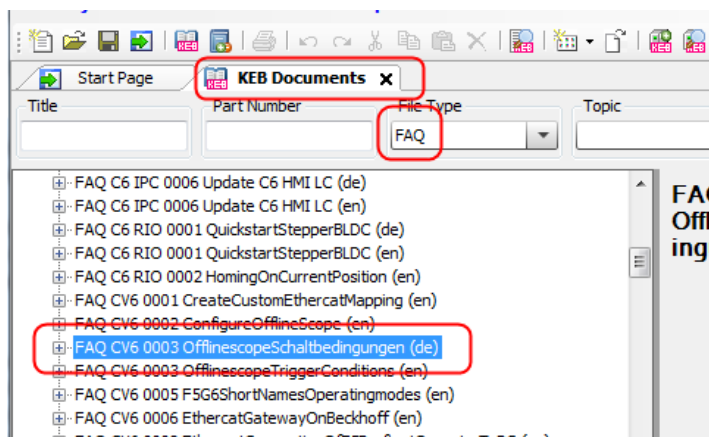 KEB
KEB
Start Page
KEB Documents
Title
Part Number
File Type
Topic
FAQ
FAQ C6 IPC 0006 Update C6 HMI LC (de)
FAQ C6 IPC 0006 Update C6 HMI LC (en)
FAQ C6 RIO 0001 QuickstartStepperBLDC (de)
FAQ C6 RIO 0001 QuickstartStepperBLDC (en)
FAQ C6 RIO 0002 HomingOnCurrentPosition (en)
FAQ CV6 0001 CreateCustomEthercatMapping (en)
FAQ CV6 0002 ConfigureOfflineScope (en)
FAQ CV6 0003 OfflinescopeSchaltbedingungen (de)
FAQ CV6 0003 OfflinescopeTriggerConditions (en)
FAQ CV6 0005 F5G6ShortNamesOperatingmodes (en)
FAQ CV6 0006 EthercatGatewayOnBeckhoff (en)
ing